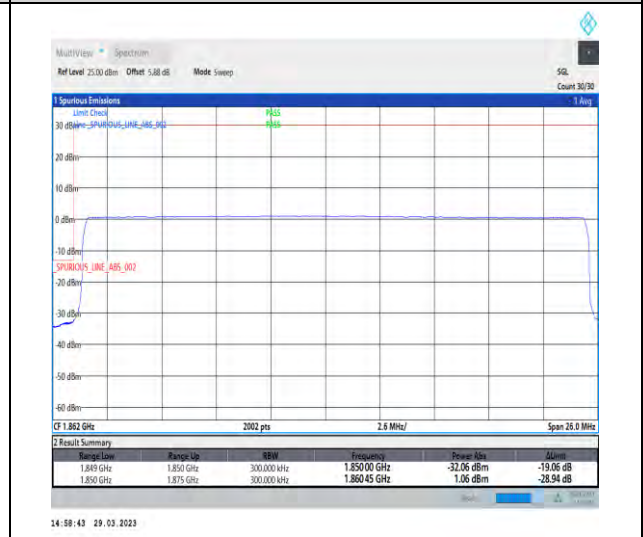 MultiView Spectrum
Ref Level 25.00 dBm Offset 5.88 dB Mode Sweep SGL
Count 30/30
1 Spurious Emissions 1 Avg
Limit Check PASS
30 dBm Line _SPURIOUS_LINE_ABS_002 PASS
20 dBm
10 dBm
0 dBm
-10 dBm
_SPURIOUS_LINE_ABS_002
-20 dBm
-30 dBm
-40 dBm
-50 dBm
-60 dBm
CF 1.862 GHz 2002 pts 2.6 MHz/ Span 26.0 MHz
2 Result Summary
Range Low Range Up RBW Frequency Power Abs ΔLimit
1.849 GHz 1.850 GHz 300.000 kHz 1.85000 GHz -32.06 dBm -19.06 dB
1.850 GHz 1.875 GHz 300.000 kHz 1.86045 GHz 1.06 dBm -28.94 dB
14:58:43 29.03.2023